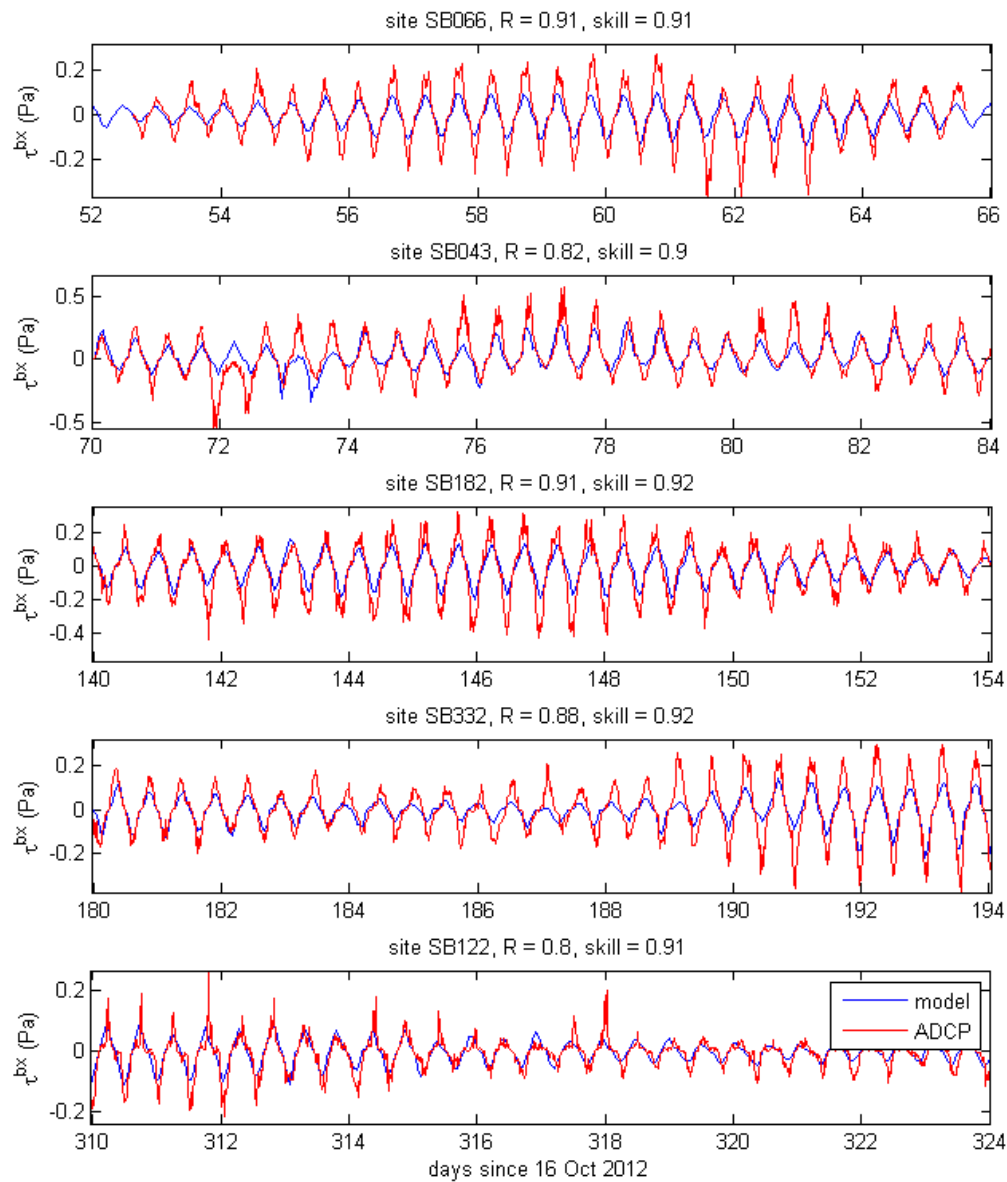 site SB066, R = 0.91, skill = 0.91
0.2
0
-0.2
τbx (Pa)
52 54 56 58 60 62 64 66
site SB043, R = 0.82, skill = 0.9
0.5
0
-0.5
τbx (Pa)
70 72 74 76 78 80 82 84
site SB182, R = 0.91, skill = 0.92
0.2
0
-0.2
-0.4
τbx (Pa)
140 142 144 146 148 150 152 154
site SB332, R = 0.88, skill = 0.92
0.2
0
-0.2
τbx (Pa)
180 182 184 186 188 190 192 194
site SB122, R = 0.8, skill = 0.91
0.2
0
-0.2
τbx (Pa)
model
ADCP
310 312 314 316 318 320 322 324
days since 16 Oct 2012